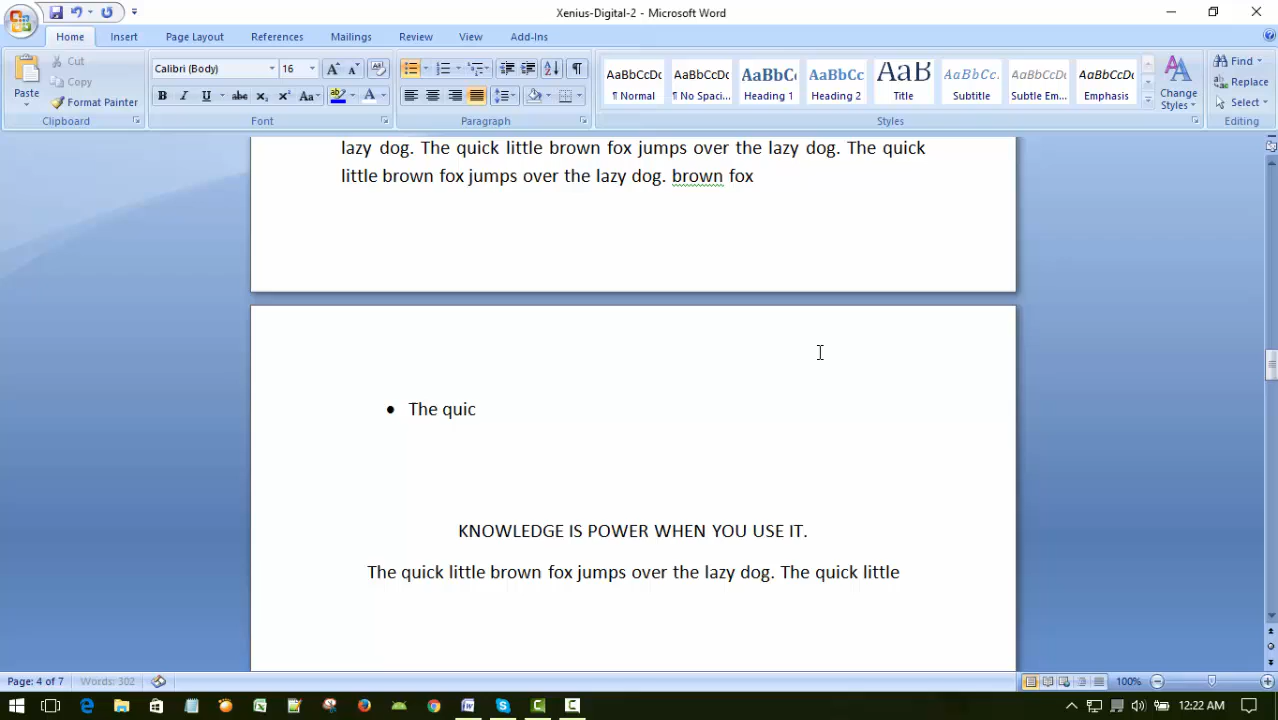 Xenius-Digital-2 - Microsoft Word
Home Insert Page Layout References Mailings Review View Add-Ins
Paste
Cut
Copy
Format Painter
Clipboard
Calibri (Body) 16
Font
Paragraph
AaBbCcDc AaBbCcDc AaBbC AaBbCc AaB AaBbCc. AaBbCcDc AaBbCcDc
¶ Normal ¶ No Spaci... Heading 1 Heading 2 Title Subtitle Subtle Em... Emphasis
Change Styles
Styles
Find
Replace
Select
Editing
lazy dog. The quick little brown fox jumps over the lazy dog. The quick
little brown fox jumps over the lazy dog. brown fox
• The quic
KNOWLEDGE IS POWER WHEN YOU USE IT.
The quick little brown fox jumps over the lazy dog. The quick little
Page: 4 of 7 Words: 302 100%
12:22 AM